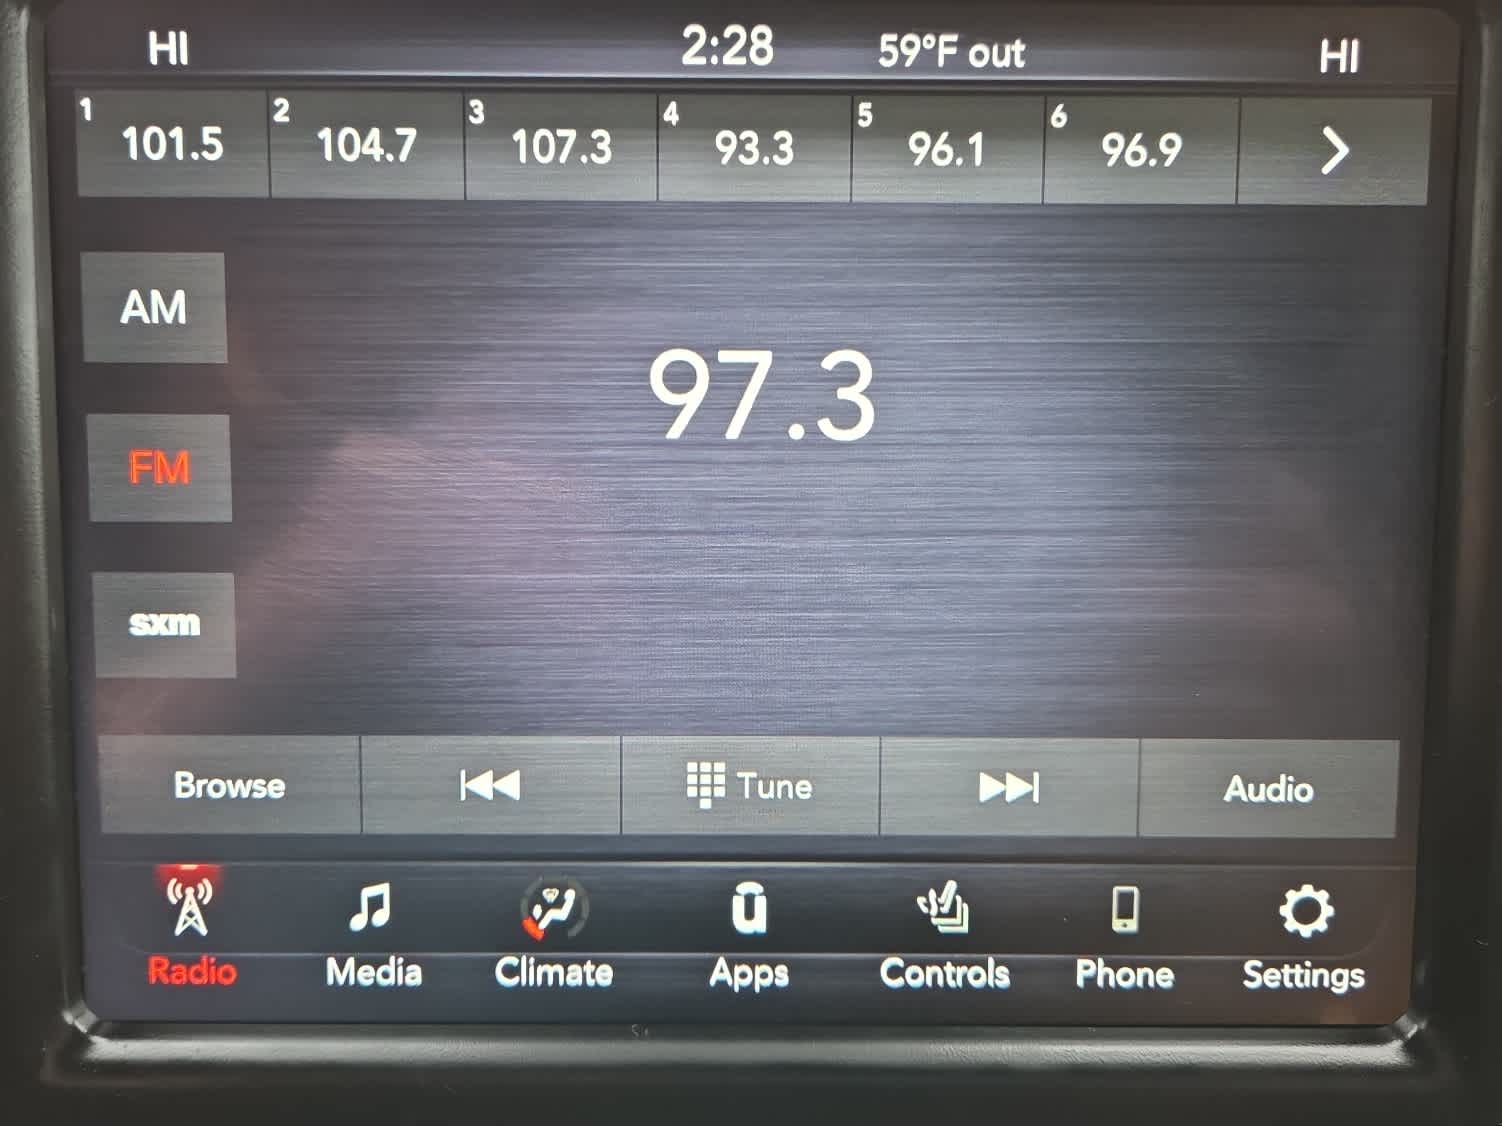 HI 2:28 59°F out HI
1 101.5 2 104.7 3 107.3 4 93.3 5 96.1 6 96.9
AM
97.3
FM
sxm
Browse Tune Audio
Radio Media Climate Apps Controls Phone Settings